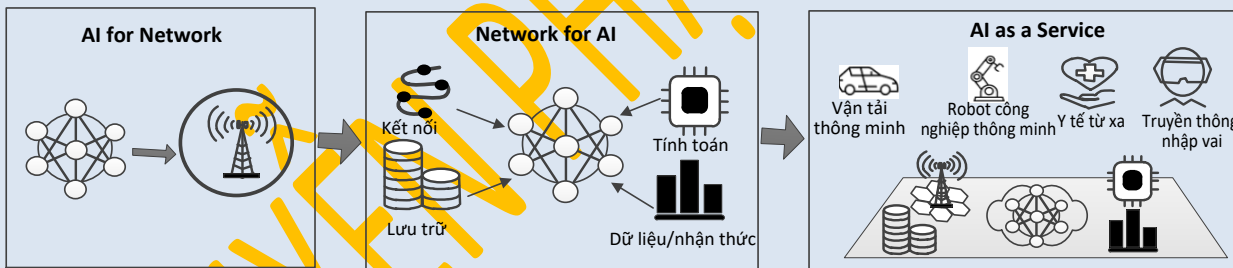 AI for Network
Network for AI
Kết nối
Tính toán
Lưu trữ
Dữ liệu/nhận thức
AI as a Service
Vận tải
thông minh
Robot công
nghiệp thông minh
Y tế từ xa
Truyền thông
nhập vai